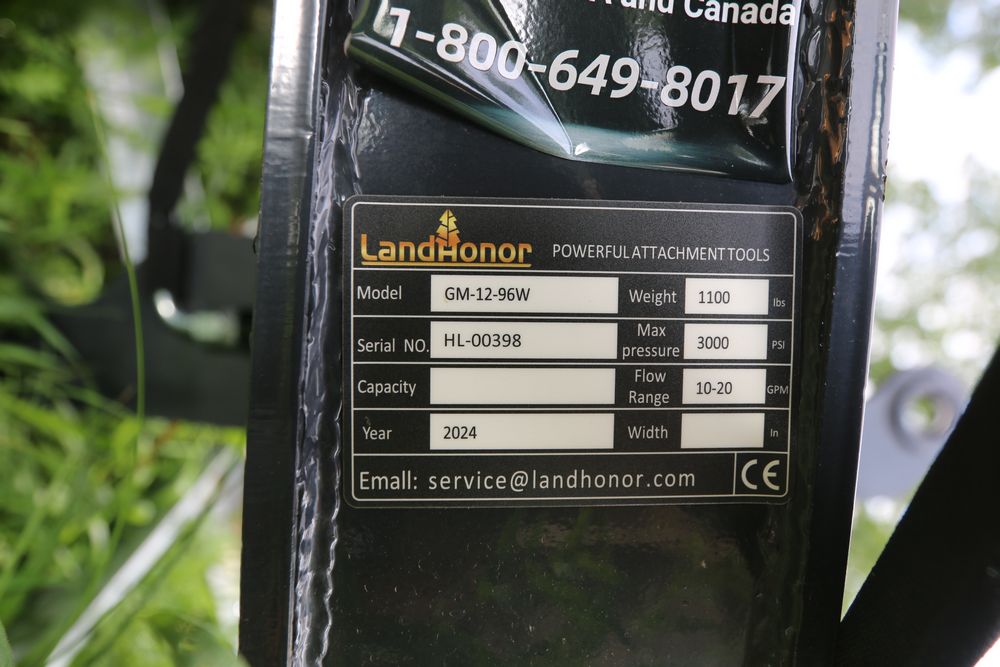 and Canada
1-800-649-8017
LandHonor POWERFUL ATTACHMENT TOOLS
Model GM-12-96W Weight 1100 lbs
Serial NO. HL-00398 Max pressure 3000 PSI
Capacity Flow Range 10-20 GPM
Year 2024 Width In
Emall: service@landhonor.com CE